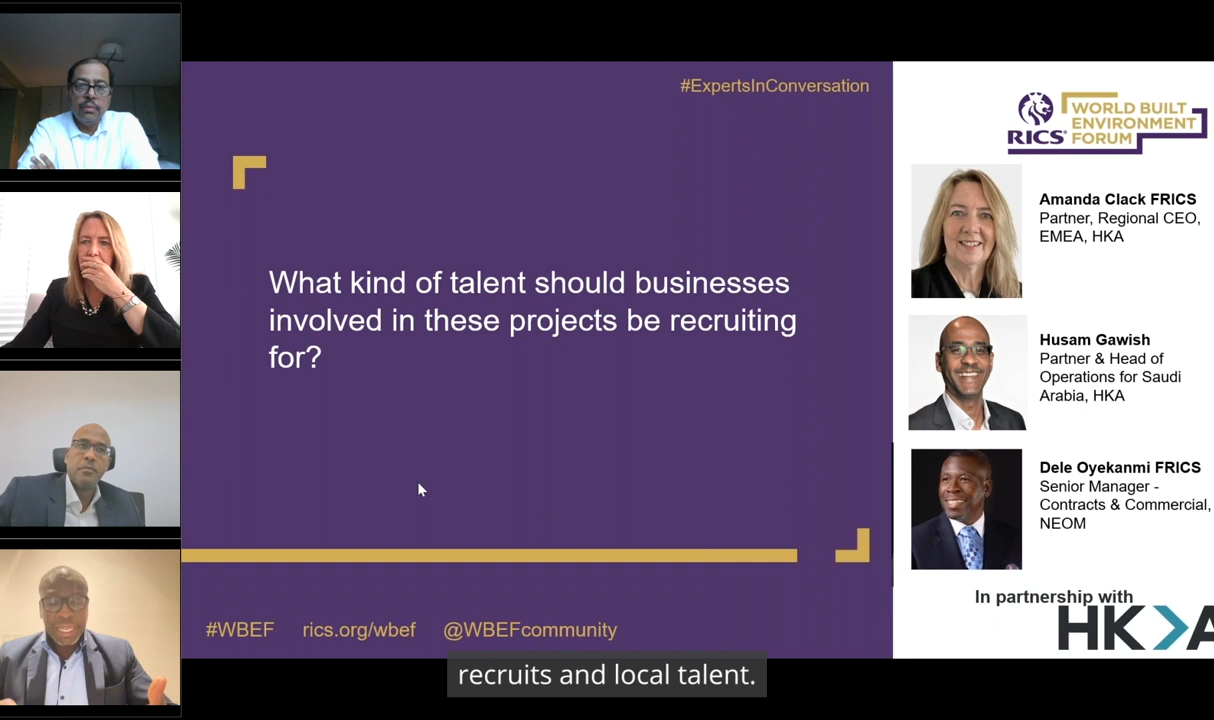 #ExpertsInConversation
What kind of talent should businesses
involved in these projects be recruiting
for?
#WBEF rics.org/wbef @WBEFcommunity
RICS WORLD BUILT
ENVIRONMENT
FORUM
Amanda Clack FRICS
Partner, Regional CEO,
EMEA, HKA
Husam Gawish
Partner & Head of
Operations for Saudi
Arabia, HKA
Dele Oyekanmi FRICS
Senior Manager -
Contracts & Commercial,
NEOM
In partnership with
HKA
recruits and local talent.